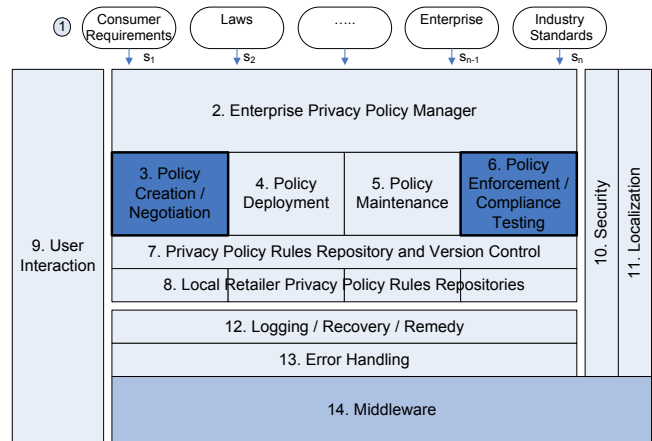 1
Consumer
Requirements
Laws
.....
Enterprise
Industry
Standards
s1
s2
sn-1
sn
2. Enterprise Privacy Policy Manager
3. Policy
Creation /
Negotiation
4. Policy
Deployment
5. Policy
Maintenance
6. Policy
Enforcement /
Compliance
Testing
7. Privacy Policy Rules Repository and Version Control
8. Local Retailer Privacy Policy Rules Repositories
9. User
Interaction
10. Security
11. Localization
12. Logging / Recovery / Remedy
13. Error Handling
14. Middleware